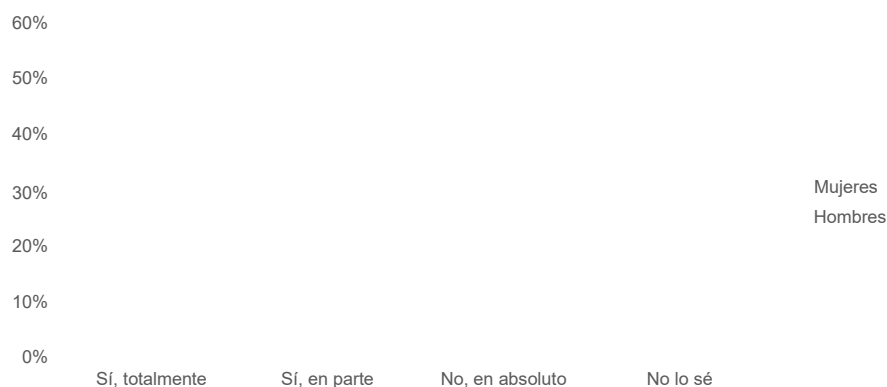 60%
50%
40%
30%
20%
10%
0%
Mujeres
Hombres
Sí, totalmente Sí, en parte No, en absoluto No lo sé